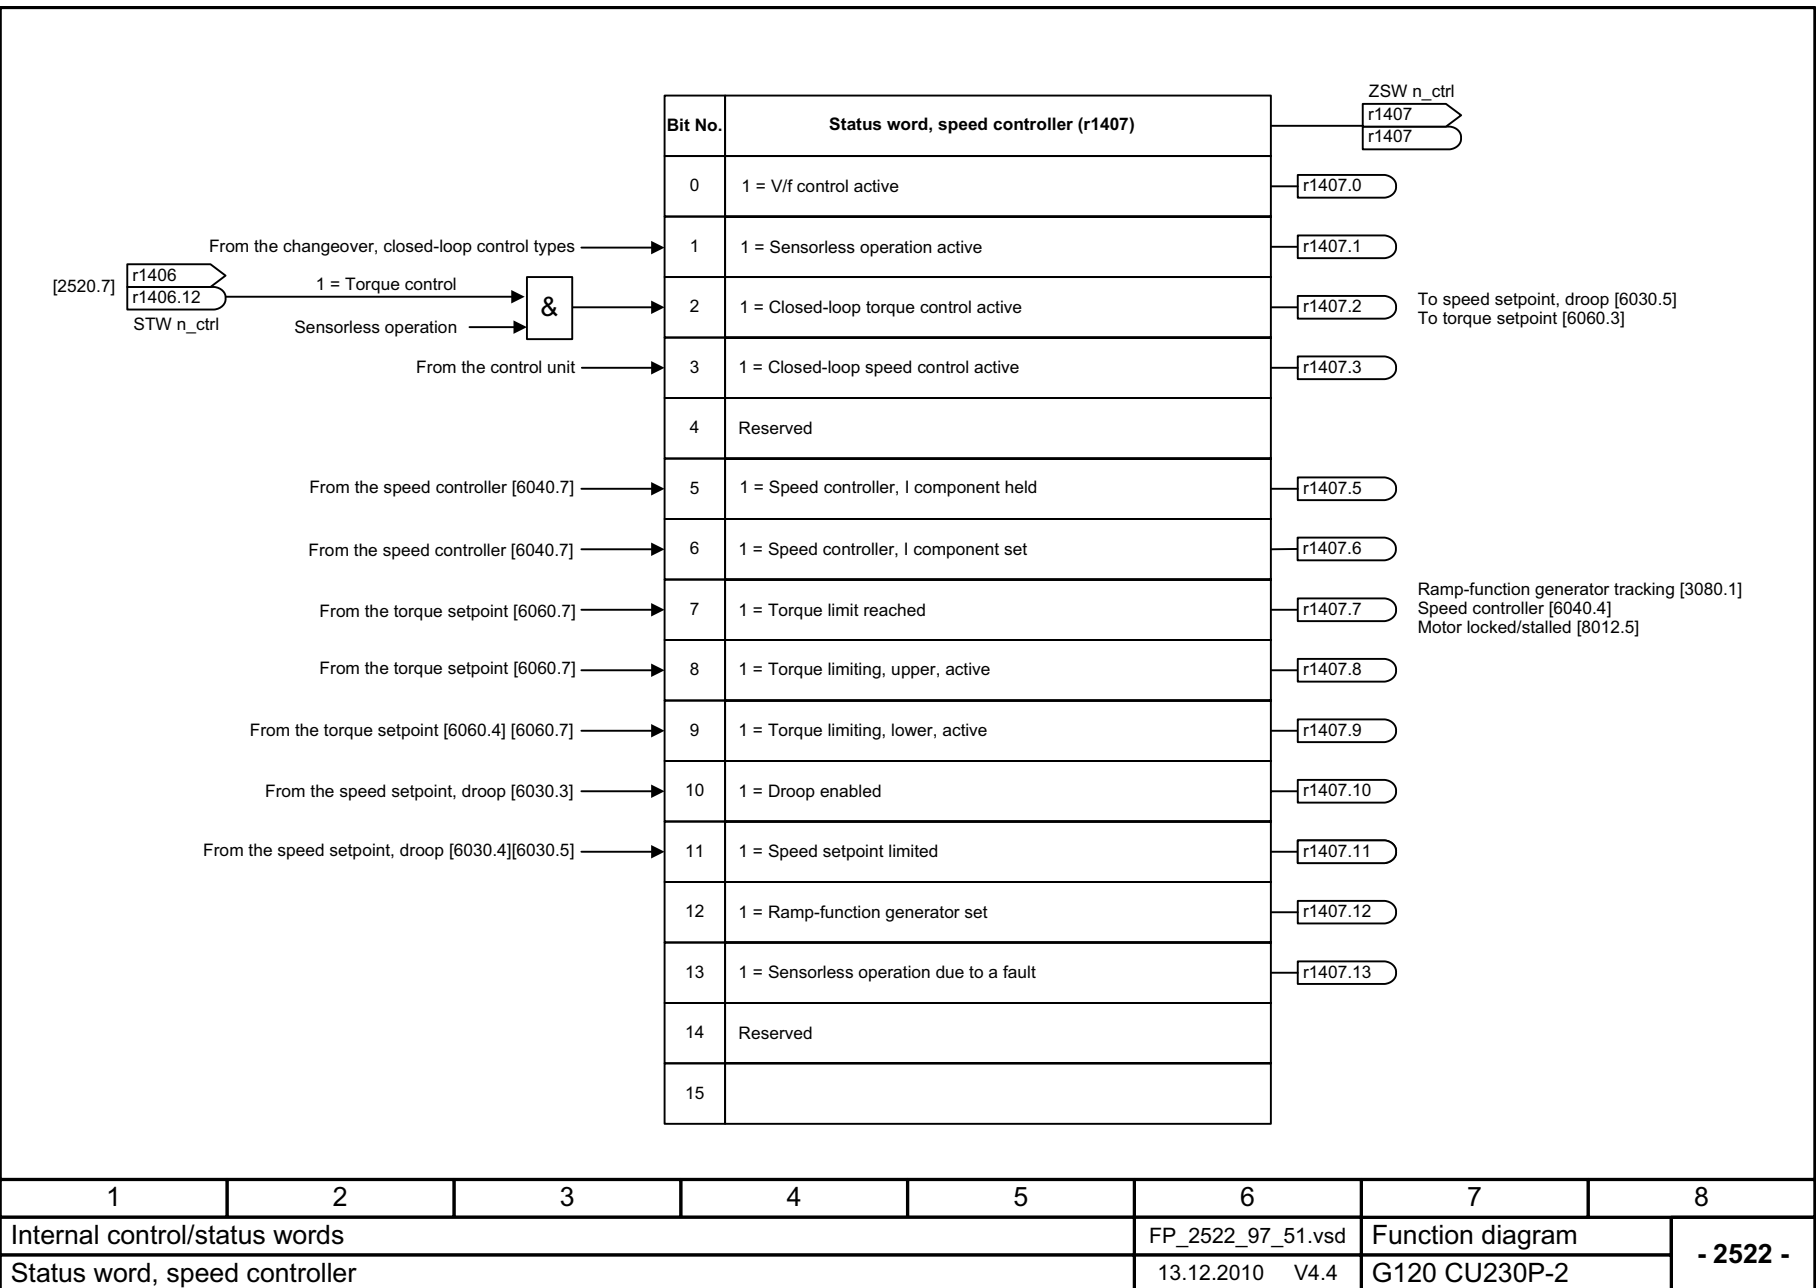 ZSW n_ctrl
r1407
r1407
Bit No. Status word, speed controller (r1407)
0 1 = V/f control active r1407.0
From the changeover, closed-loop control types 1 1 = Sensorless operation active r1407.1
[2520.7] r1406
r1406.12
STW n_ctrl
1 = Torque control
Sensorless operation
&
2 1 = Closed-loop torque control active r1407.2
To speed setpoint, droop [6030.5]
To torque setpoint [6060.3]
From the control unit 3 1 = Closed-loop speed control active r1407.3
4 Reserved
From the speed controller [6040.7] 5 1 = Speed controller, I component held r1407.5
From the speed controller [6040.7] 6 1 = Speed controller, I component set r1407.6
From the torque setpoint [6060.7] 7 1 = Torque limit reached r1407.7
Ramp-function generator tracking [3080.1]
Speed controller [6040.4]
Motor locked/stalled [8012.5]
From the torque setpoint [6060.7] 8 1 = Torque limiting, upper, active r1407.8
From the torque setpoint [6060.4] [6060.7] 9 1 = Torque limiting, lower, active r1407.9
From the speed setpoint, droop [6030.3] 10 1 = Droop enabled r1407.10
From the speed setpoint, droop [6030.4][6030.5] 11 1 = Speed setpoint limited r1407.11
12 1 = Ramp-function generator set r1407.12
13 1 = Sensorless operation due to a fault r1407.13
14 Reserved
15
1 2 3 4 5 6 7 8
Internal control/status words FP_2522_97_51.vsd Function diagram
- 2522 -
Status word, speed controller 13.12.2010 V4.4 G120 CU230P-2